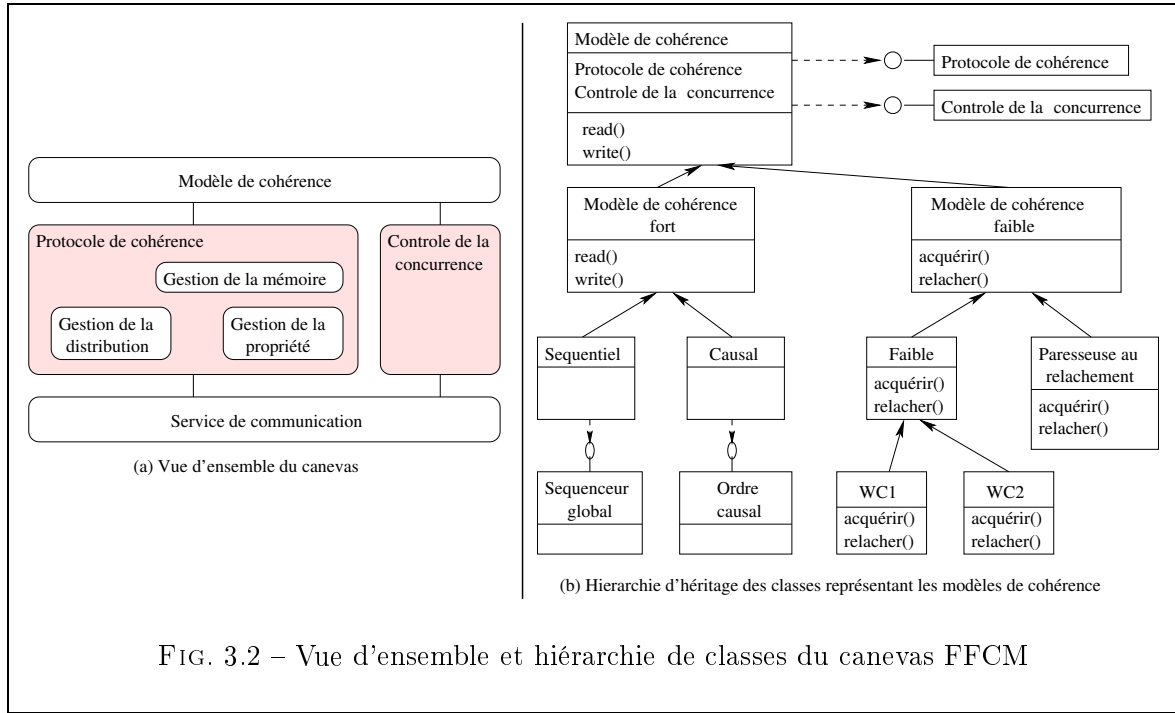 Modèle de cohérence
Protocole de cohérence
Gestion de la mémoire
Gestion de la
distribution
Gestion de la
propriété
Controle de la
concurrence
Service de communication
(a) Vue d'ensemble du canevas
Modèle de cohérence
Protocole de cohérence
Controle de la concurrence
read()
write()
Protocole de cohérence
Controle de la concurrence
Modèle de cohérence
fort
read()
write()
Modèle de cohérence
faible
acquérir()
relacher()
Sequentiel
Causal
Faible
acquérir()
relacher()
Paresseuse au
relachement
acquérir()
relacher()
Sequenceur
global
Ordre
causal
WC1
acquérir()
relacher()
WC2
acquérir()
relacher()
(b) Hierarchie d'héritage des classes représentant les modèles de cohérence
FIG. 3.2 – Vue d'ensemble et hiérarchie de classes du canevas FFCM